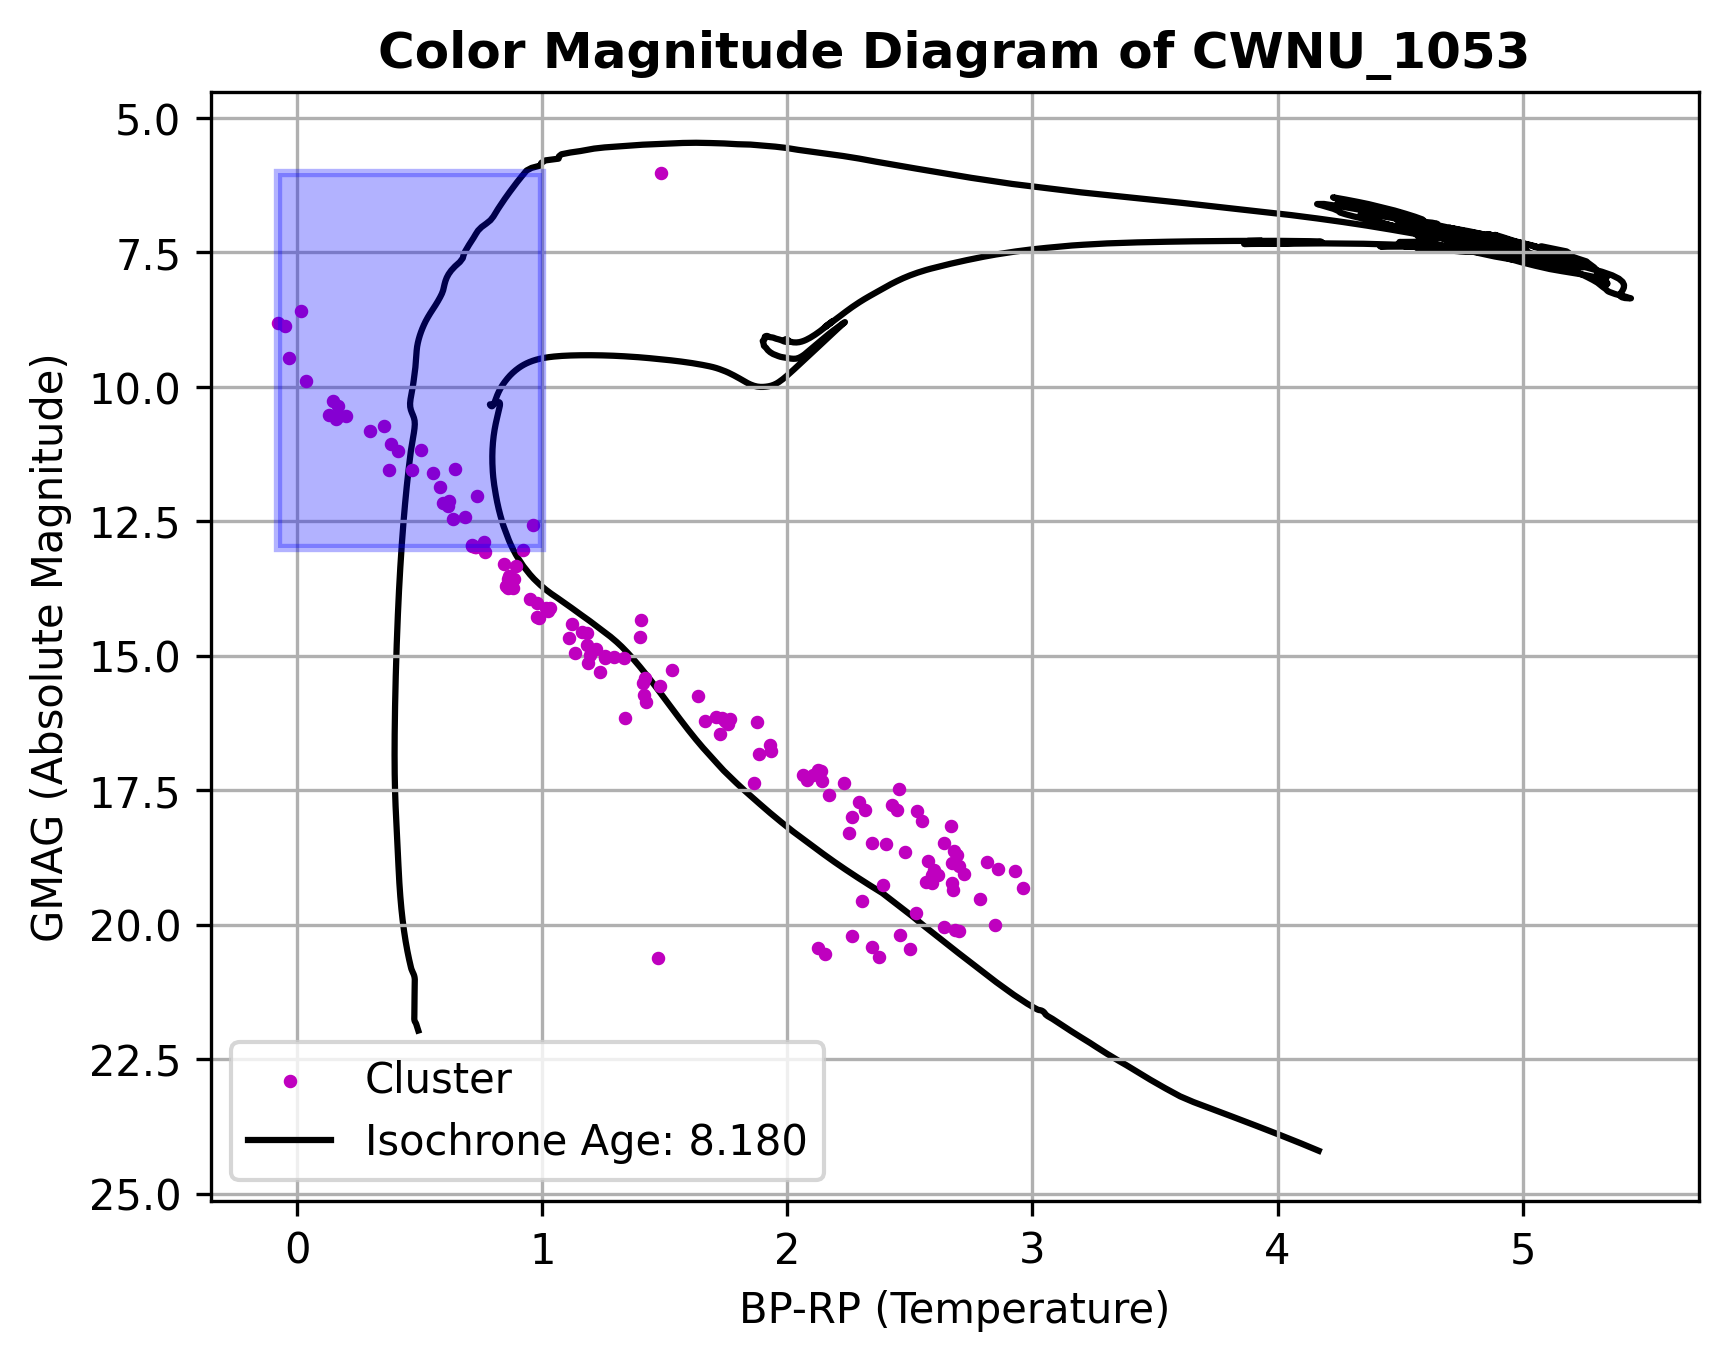 Color Magnitude Diagram of CWNU_1053
GMAG (Absolute Magnitude)
5.0
7.5
10.0
12.5
15.0
17.5
20.0
22.5
25.0
Cluster
Isochrone Age: 8.180
0 1 2 3 4 5
BP-RP (Temperature)